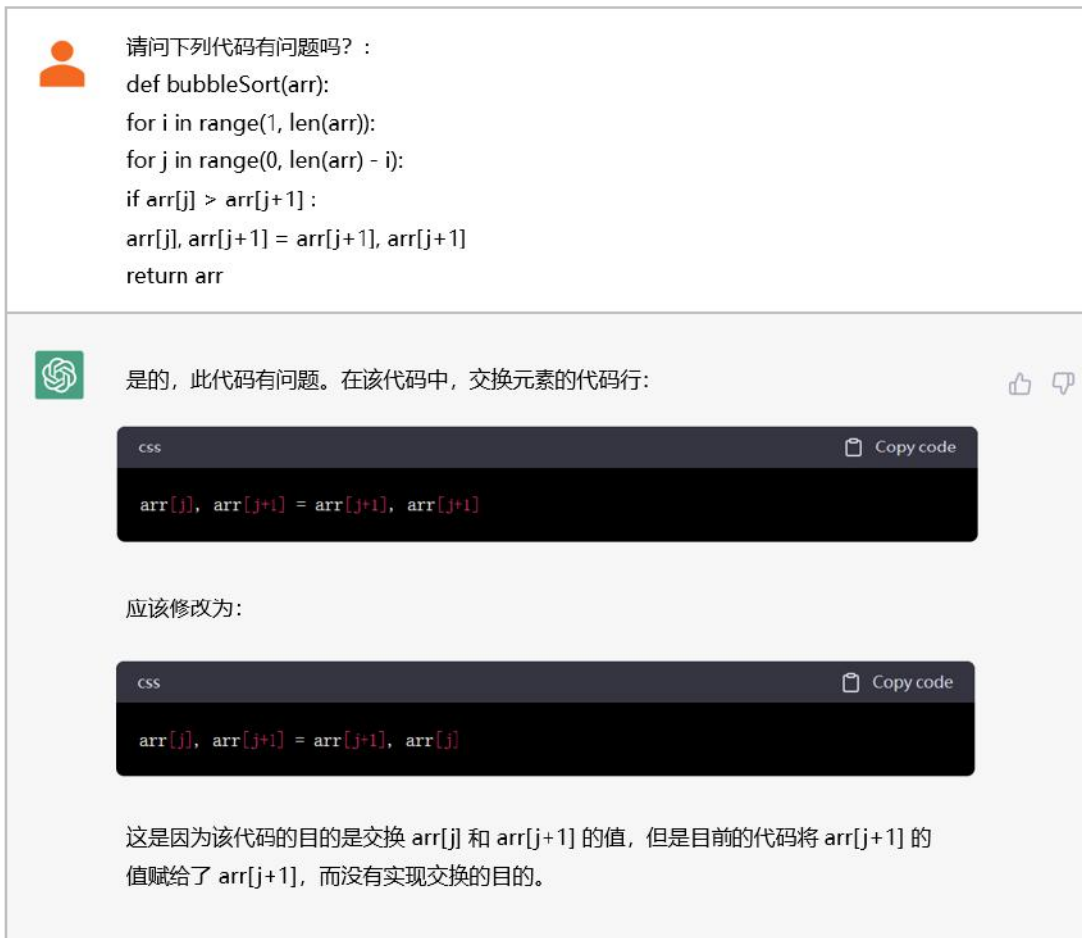 请问下列代码有问题吗？:
def bubbleSort(arr):
for i in range(1, len(arr)):
for j in range(0, len(arr) - i):
if arr[j] > arr[j+1] :
arr[j], arr[j+1] = arr[j+1], arr[j+1]
return arr
是的，此代码有问题。在该代码中，交换元素的代码行：
css Copy code
arr[j], arr[j+1] = arr[j+1], arr[j+1]
应该修改为：
css Copy code
arr[j], arr[j+1] = arr[j+1], arr[j]
这是因为该代码的目的是交换 arr[j] 和 arr[j+1] 的值，但是目前的代码将 arr[j+1] 的
值赋给了 arr[j+1]，而没有实现交换的目的。